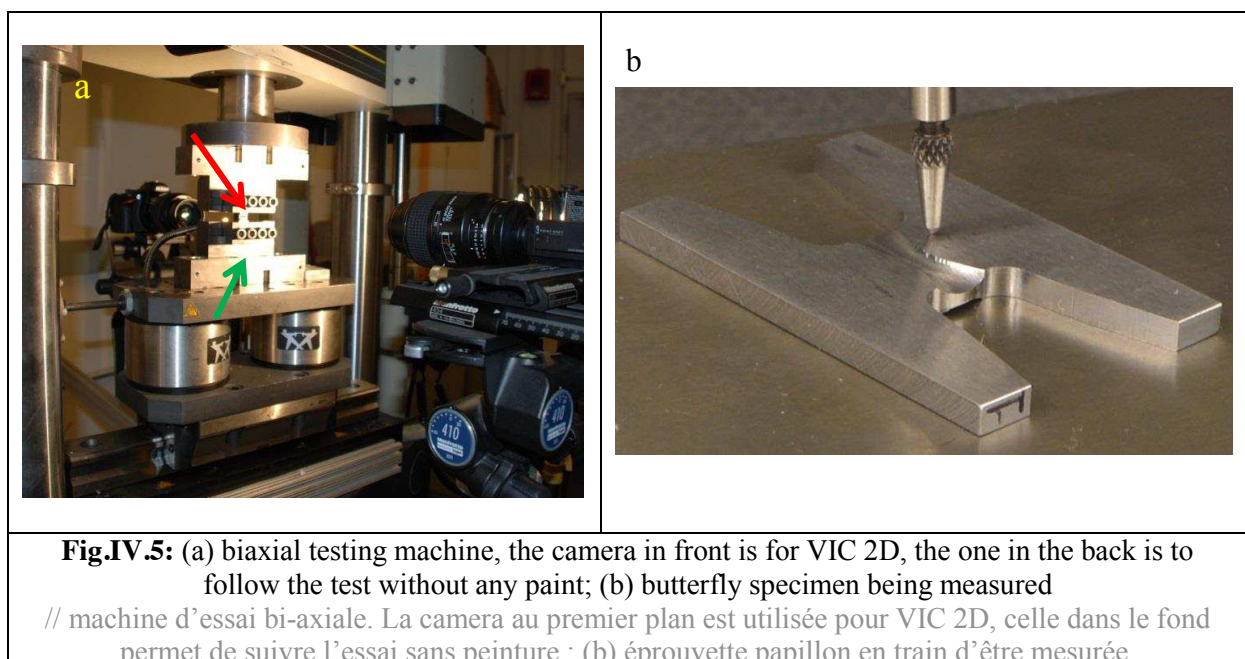 a
b
410
400
Fig.IV.5: (a) biaxial testing machine, the camera in front is for VIC 2D, the one in the back is to
follow the test without any paint; (b) butterfly specimen being measured
// machine d'essai bi-axiale. La camera au premier plan est utilisée pour VIC 2D, celle dans le fond
permet de suivre l'essai sans peinture ; (b) éprouvette papillon en train d'être mesurée